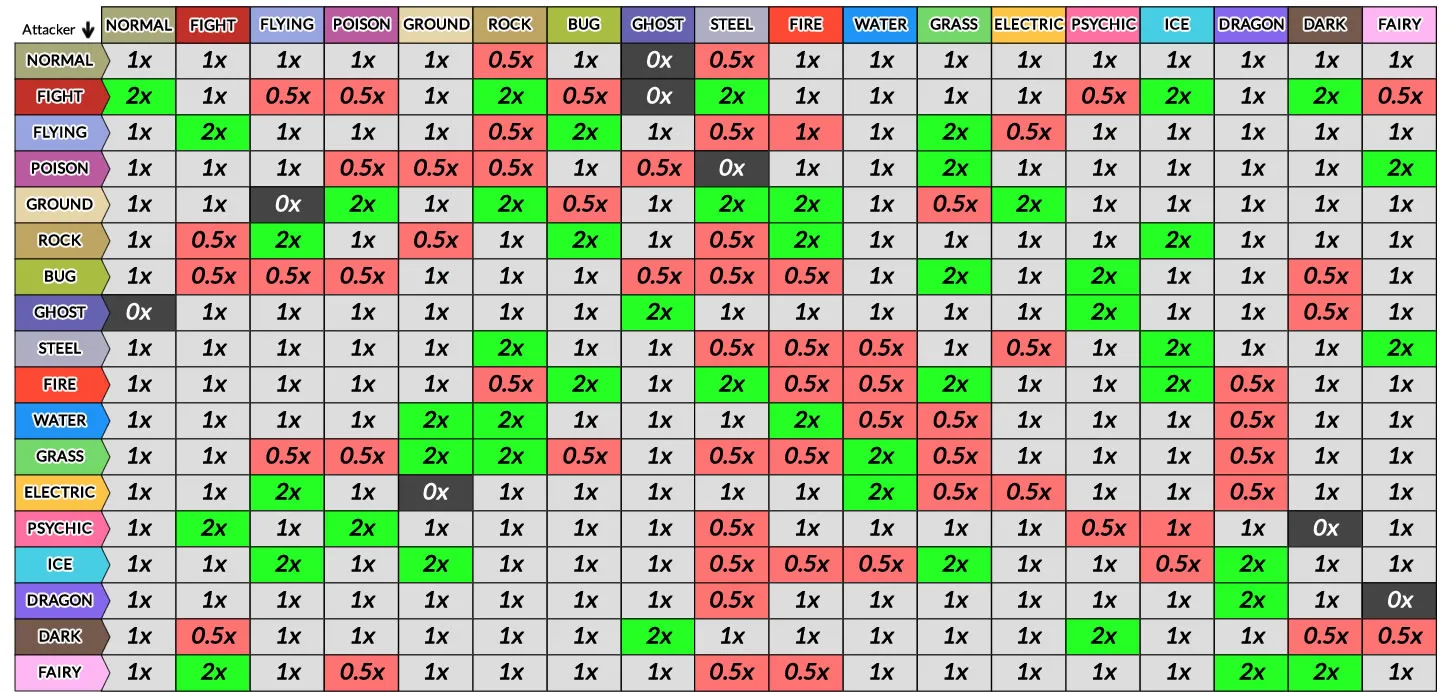 Attacker NORMAL FIGHT FLYING POISON GROUND ROCK BUG GHOST STEEL FIRE WATER GRASS ELECTRIC PSYCHIC ICE DRAGON DARK FAIRY
NORMAL 1x 1x 1x 1x 1x 0.5x 1x 0x 0.5x 1x 1x 1x 1x 1x 1x 1x 1x 1x
FIGHT 2x 1x 0.5x 0.5x 1x 2x 0.5x 0x 2x 1x 1x 1x 1x 0.5x 2x 1x 2x 0.5x
FLYING 1x 2x 1x 1x 1x 0.5x 2x 1x 0.5x 1x 1x 2x 0.5x 1x 1x 1x 1x 1x
POISON 1x 1x 1x 0.5x 0.5x 0.5x 1x 0.5x 0x 1x 1x 2x 1x 1x 1x 1x 1x 2x
GROUND 1x 1x 0x 2x 1x 2x 0.5x 1x 2x 2x 1x 0.5x 2x 1x 1x 1x 1x 1x
ROCK 1x 0.5x 2x 1x 0.5x 1x 2x 1x 0.5x 2x 1x 1x 1x 1x 2x 1x 1x 1x
BUG 1x 0.5x 0.5x 0.5x 1x 1x 1x 0.5x 0.5x 0.5x 1x 2x 1x 2x 1x 1x 0.5x 1x
GHOST 0x 1x 1x 1x 1x 1x 1x 2x 1x 1x 1x 1x 1x 2x 1x 1x 0.5x 1x
STEEL 1x 1x 1x 1x 1x 2x 1x 1x 0.5x 0.5x 0.5x 1x 0.5x 1x 2x 1x 1x 2x
FIRE 1x 1x 1x 1x 1x 0.5x 2x 1x 2x 0.5x 0.5x 2x 1x 1x 2x 0.5x 1x 1x
WATER 1x 1x 1x 1x 2x 2x 1x 1x 1x 2x 0.5x 0.5x 1x 1x 1x 0.5x 1x 1x
GRASS 1x 1x 0.5x 0.5x 2x 2x 0.5x 1x 0.5x 0.5x 2x 0.5x 1x 1x 1x 0.5x 1x 1x
ELECTRIC 1x 1x 2x 1x 0x 1x 1x 1x 1x 1x 2x 0.5x 0.5x 1x 1x 0.5x 1x 1x
PSYCHIC 1x 2x 1x 2x 1x 1x 1x 1x 0.5x 1x 1x 1x 1x 0.5x 1x 1x 0x 1x
ICE 1x 1x 2x 1x 2x 1x 1x 1x 0.5x 0.5x 0.5x 2x 1x 1x 0.5x 2x 1x 1x
DRAGON 1x 1x 1x 1x 1x 1x 1x 1x 0.5x 1x 1x 1x 1x 1x 1x 2x 1x 0x
DARK 1x 0.5x 1x 1x 1x 1x 1x 2x 1x 1x 1x 1x 1x 2x 1x 1x 0.5x 0.5x
FAIRY 1x 2x 1x 0.5x 1x 1x 1x 1x 0.5x 0.5x 1x 1x 1x 1x 1x 2x 2x 1x